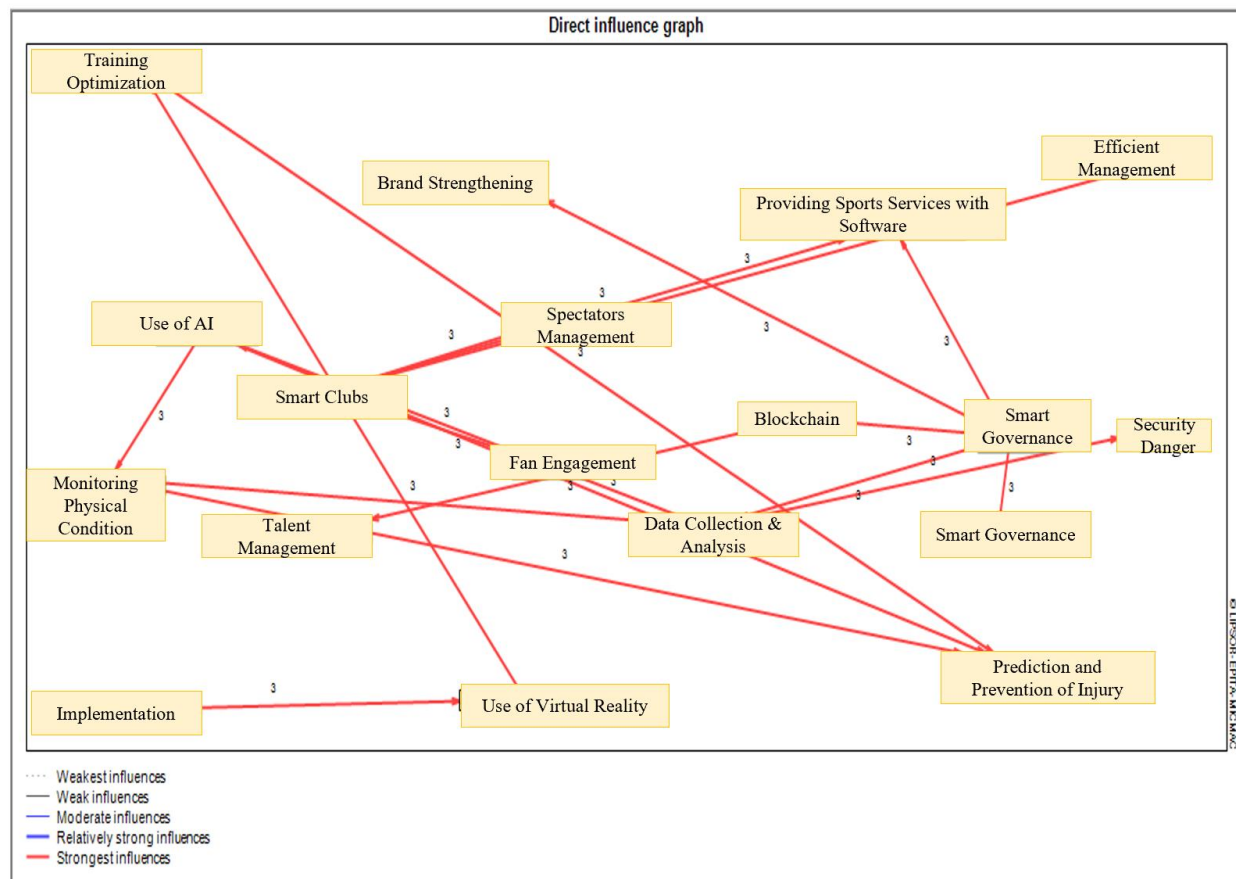 Direct influence graph
Training
Optimization
Efficient
Management
Brand Strengthening
Providing Sports Services with
Software
3
3
Use of AI
Spectators
Management
3
3
3
3
3
Smart Clubs
3
Blockchain
Smart
Governance
Security
Danger
3
3
3
3
Fan Engagement
Monitoring
Physical
Condition
3
3
3
3
3
Talent
Management
Data Collection &
Analysis
Smart Governance
3
Prediction and
Prevention of Injury
3
Implementation
Use of Virtual Reality
© LIPSOR-EPITA-MICMAC
Weakest influences
Weak influences
Moderate influences
Relatively strong influences
Strongest influences